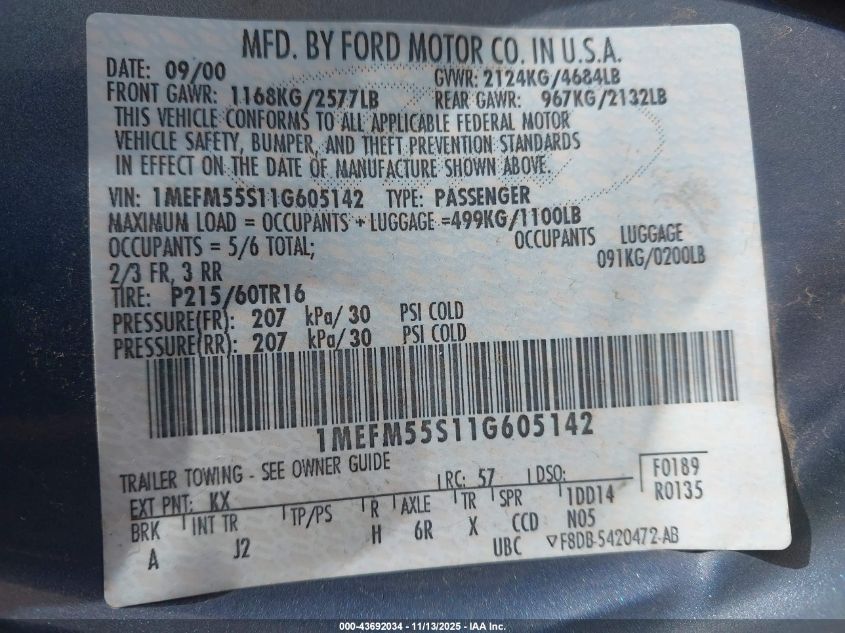 MFD. BY FORD MOTOR CO. IN U.S.A.
DATE: 09/00 GVWR: 2124KG/4684LB
FRONT GAWR: 1168KG/2577LB REAR GAWR: 967KG/2132LB
THIS VEHICLE CONFORMS TO ALL APPLICABLE FEDERAL MOTOR
VEHICLE SAFETY, BUMPER, AND THEFT PREVENTION STANDARDS
IN EFFECT ON THE DATE OF MANUFACTURE SHOWN ABOVE.
VIN: 1MEFM55S11G605142 TYPE: PASSENGER
MAXIMUM LOAD = OCCUPANTS + LUGGAGE =499KG/1100LB
OCCUPANTS = 5/6 TOTAL; OCCUPANTS LUGGAGE
2/3 FR, 3 RR 091KG/0200LB
TIRE: P215/60TR16
PRESSURE(FR): 207 kPa/30 PSI COLD
PRESSURE(RR): 207 kPa/30 PSI COLD
1MEFM55S11G605142
TRAILER TOWING - SEE OWNER GUIDE
EXT PNT: KX RC: 57 DSO: F0189
BRK INT TR TP/PS R AXLE TR SPR 1DD14 R0135
A J2 H 6R X CCD N05
UBC ▽F8DB-5420472-AB
000-43692034 - 11/13/2025 - IAA Inc.